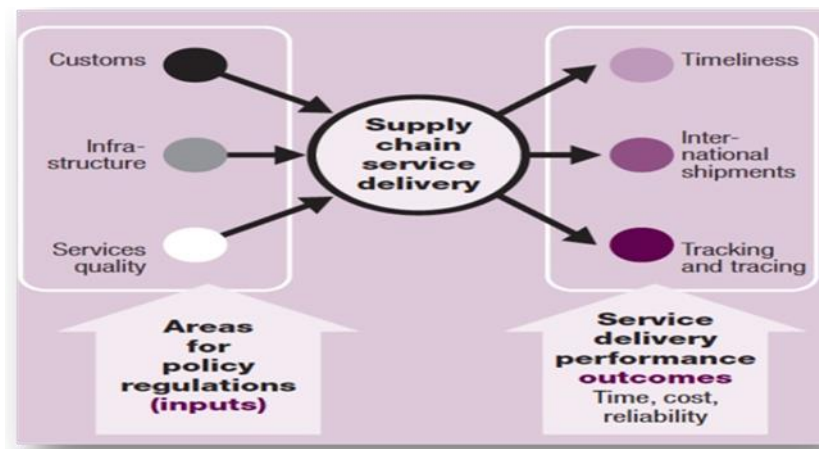 Customs
Infra-
structure
Services
quality
Supply
chain
service
delivery
Timeliness
Inter-
national
shipments
Tracking
and tracing
Areas
for
policy
regulations
(inputs)
Service
delivery
performance
outcomes
Time, cost,
reliability